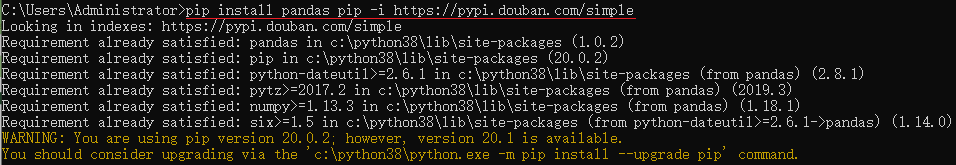 C:\Users\Administrator>pip install pandas pip -i https://pypi.douban.com/simple
Looking in indexes: https://pypi.douban.com/simple
Requirement already satisfied: pandas in c:\python38\lib\site-packages (1.0.2)
Requirement already satisfied: pip in c:\python38\lib\site-packages (20.0.2)
Requirement already satisfied: python-dateutil>=2.6.1 in c:\python38\lib\site-packages (from pandas) (2.8.1)
Requirement already satisfied: pytz>=2017.2 in c:\python38\lib\site-packages (from pandas) (2019.3)
Requirement already satisfied: numpy>=1.13.3 in c:\python38\lib\site-packages (from pandas) (1.18.1)
Requirement already satisfied: six>=1.5 in c:\python38\lib\site-packages (from python-dateutil>=2.6.1->pandas) (1.14.0)
WARNING: You are using pip version 20.0.2; however, version 20.1 is available.
You should consider upgrading via the 'c:\python38\python.exe -m pip install --upgrade pip' command.